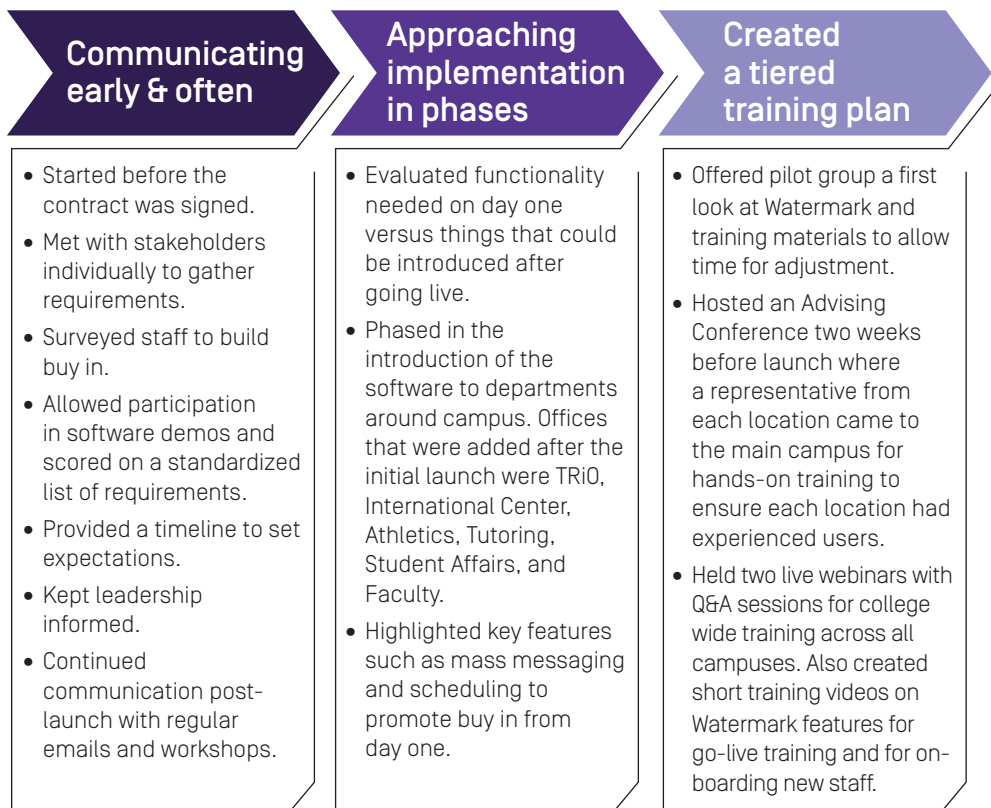 Communicating
early & often
• Started before the
contract was signed.
• Met with stakeholders
individually to gather
requirements.
• Surveyed staff to build
buy in.
• Allowed participation
in software demos and
scored on a standardized
list of requirements.
• Provided a timeline to set
expectations.
• Kept leadership
informed.
• Continued
communication post-
launch with regular
emails and workshops.
Approaching
implementation
in phases
• Evaluated functionality
needed on day one
versus things that could
be introduced after
going live.
• Phased in the
introduction of the
software to departments
around campus. Offices
that were added after the
initial launch were TRiO,
International Center,
Athletics, Tutoring,
Student Affairs, and
Faculty.
• Highlighted key features
such as mass messaging
and scheduling to
promote buy in from
day one.
Created
a tiered
training plan
• Offered pilot group a first
look at Watermark and
training materials to allow
time for adjustment.
• Hosted an Advising
Conference two weeks
before launch where
a representative from
each location came to
the main campus for
hands-on training to
ensure each location had
experienced users.
• Held two live webinars with
Q&A sessions for college
wide training across all
campuses. Also created
short training videos on
Watermark features for
go-live training and for on-
boarding new staff.